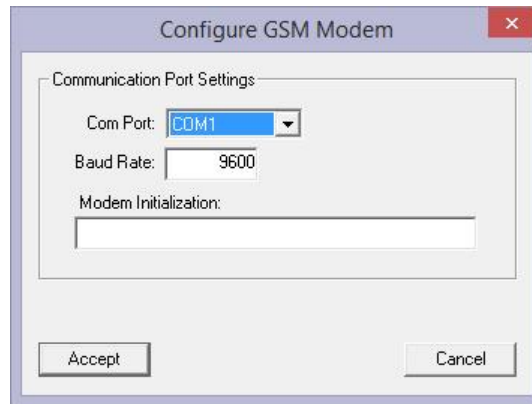 Configure GSM Modem
Communication Port Settings
Com Port: COM1
Baud Rate: 9600
Modem Initialization:
Accept Cancel